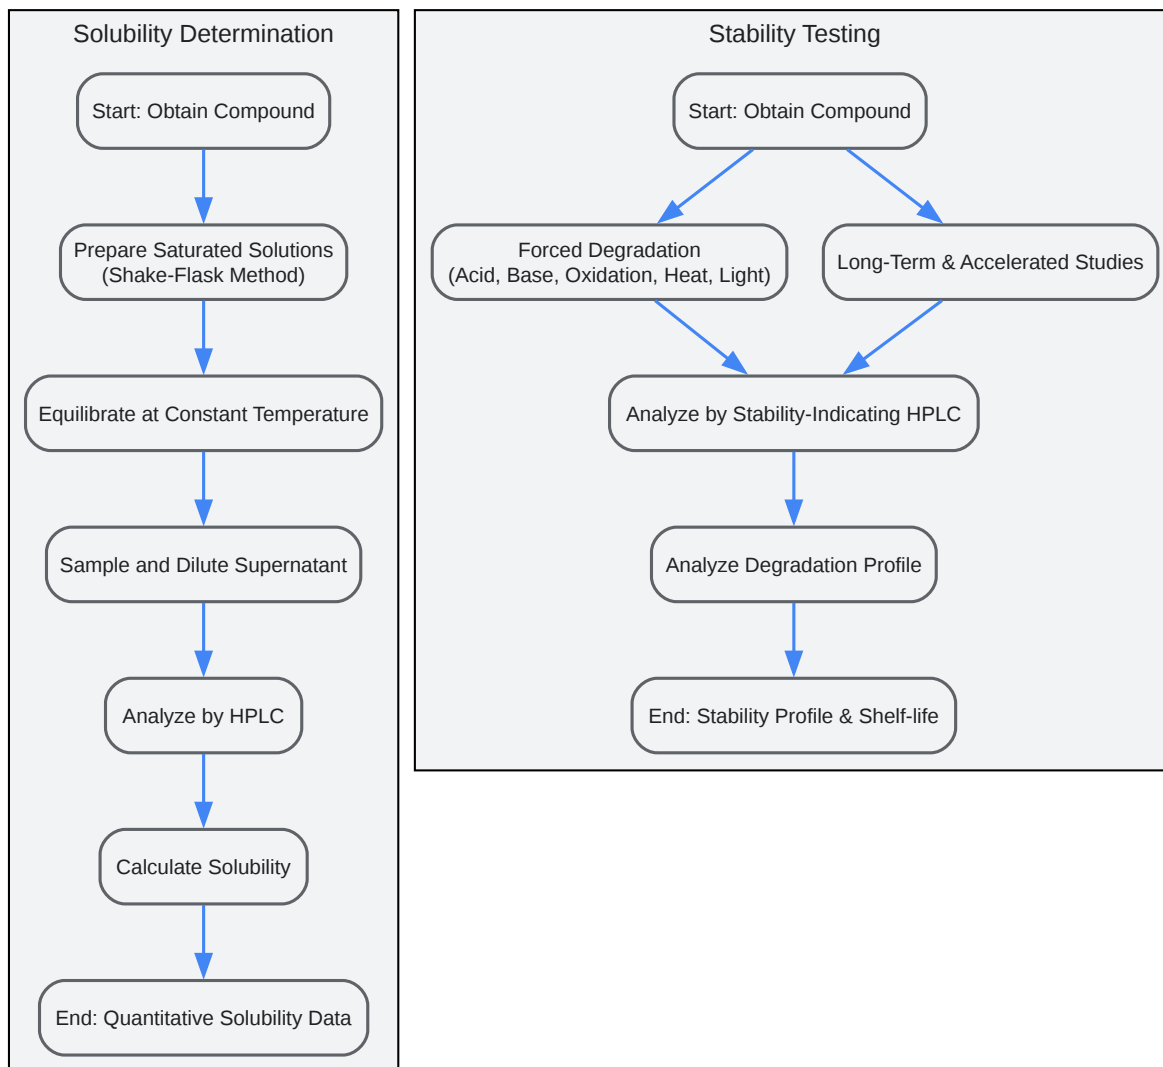 Solubility Determination
Start: Obtain Compound
Prepare Saturated Solutions
(Shake-Flask Method)
Equilibrate at Constant Temperature
Sample and Dilute Supernatant
Analyze by HPLC
Calculate Solubility
End: Quantitative Solubility Data
Stability Testing
Start: Obtain Compound
Forced Degradation
(Acid, Base, Oxidation, Heat, Light)
Long-Term & Accelerated Studies
Analyze by Stability-Indicating HPLC
Analyze Degradation Profile
End: Stability Profile & Shelf-life